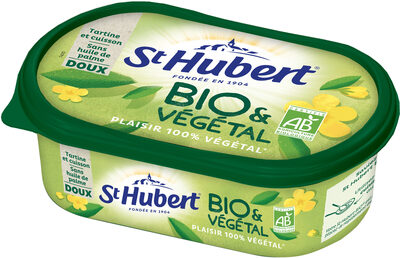 Tartine et cuisson
Sans
huile de
palme
DOUX
St Hubert
FONDÉE EN 1904
BIO &
VÉGÉTAL
PLAISIR 100% VÉGÉTAL*
AB
Tartine
et cuisson
Sans
huile de
palme
DOUX
St Hubert
FONDÉE EN 1904
BIO &
VÉGÉTAL
PLAISIR 100% VÉGÉTAL*
AB